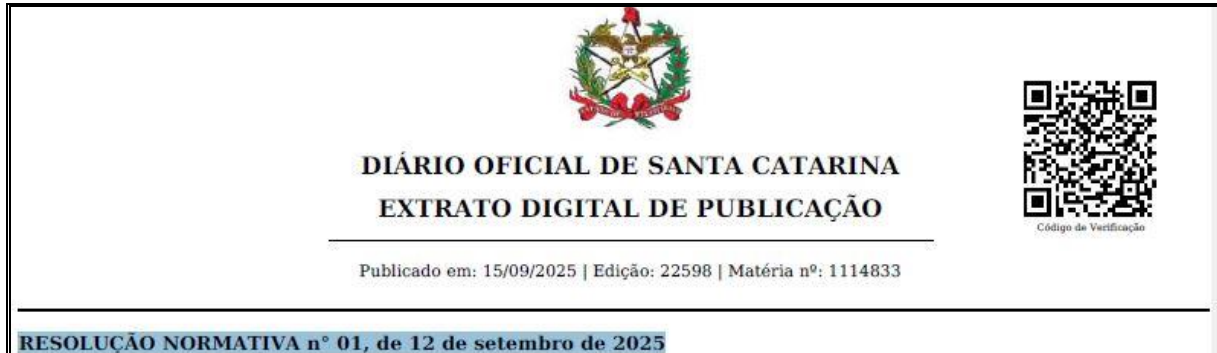 DIÁRIO OFICIAL DE SANTA CATARINA
EXTRATO DIGITAL DE PUBLICAÇÃO
Código de Verificação
Publicado em: 15/09/2025 | Edição: 22598 | Matéria nº: 1114833
RESOLUÇÃO NORMATIVA n° 01, de 12 de setembro de 2025